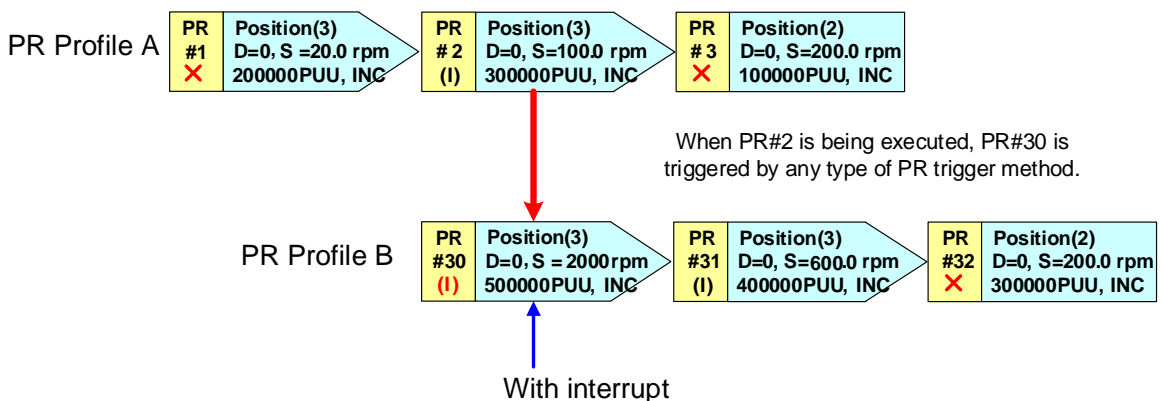 PR Profile A
PR
#1
✕
Position(3)
D=0, S =20.0 rpm
200000PUU, INC
PR
# 2
(I)
Position(3)
D=0, S=100.0 rpm
300000PUU, INC
PR
# 3
✕
Position(2)
D=0, S=200.0 rpm
100000PUU, INC
When PR#2 is being executed, PR#30 is
triggered by any type of PR trigger method.
PR Profile B
PR
#30
(I)
Position(3)
D=0, S = 2000 rpm
500000PUU, INC
PR
#31
(I)
Position(3)
D=0, S=600.0 rpm
400000PUU, INC
PR
#32
✕
Position(2)
D=0, S=200.0 rpm
300000PUU, INC
With interrupt